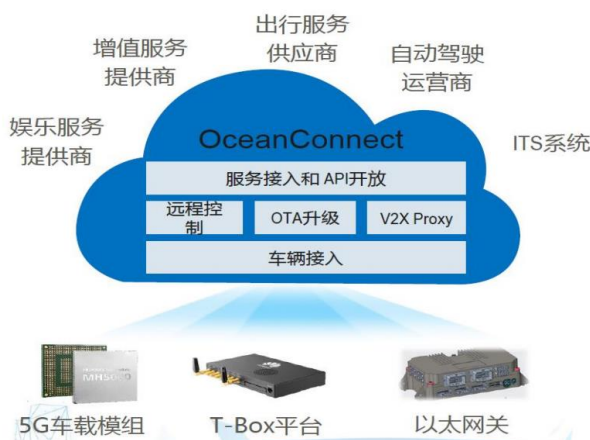 出行服务
供应商
增值服务
提供商
自动驾驶
运营商
娱乐服务
提供商
OceanConnect
ITS系统
服务接入和 API开放
远程控
制
OTA升级
V2X Proxy
车辆接入
5G车载模组
T-Box平台
以太网关